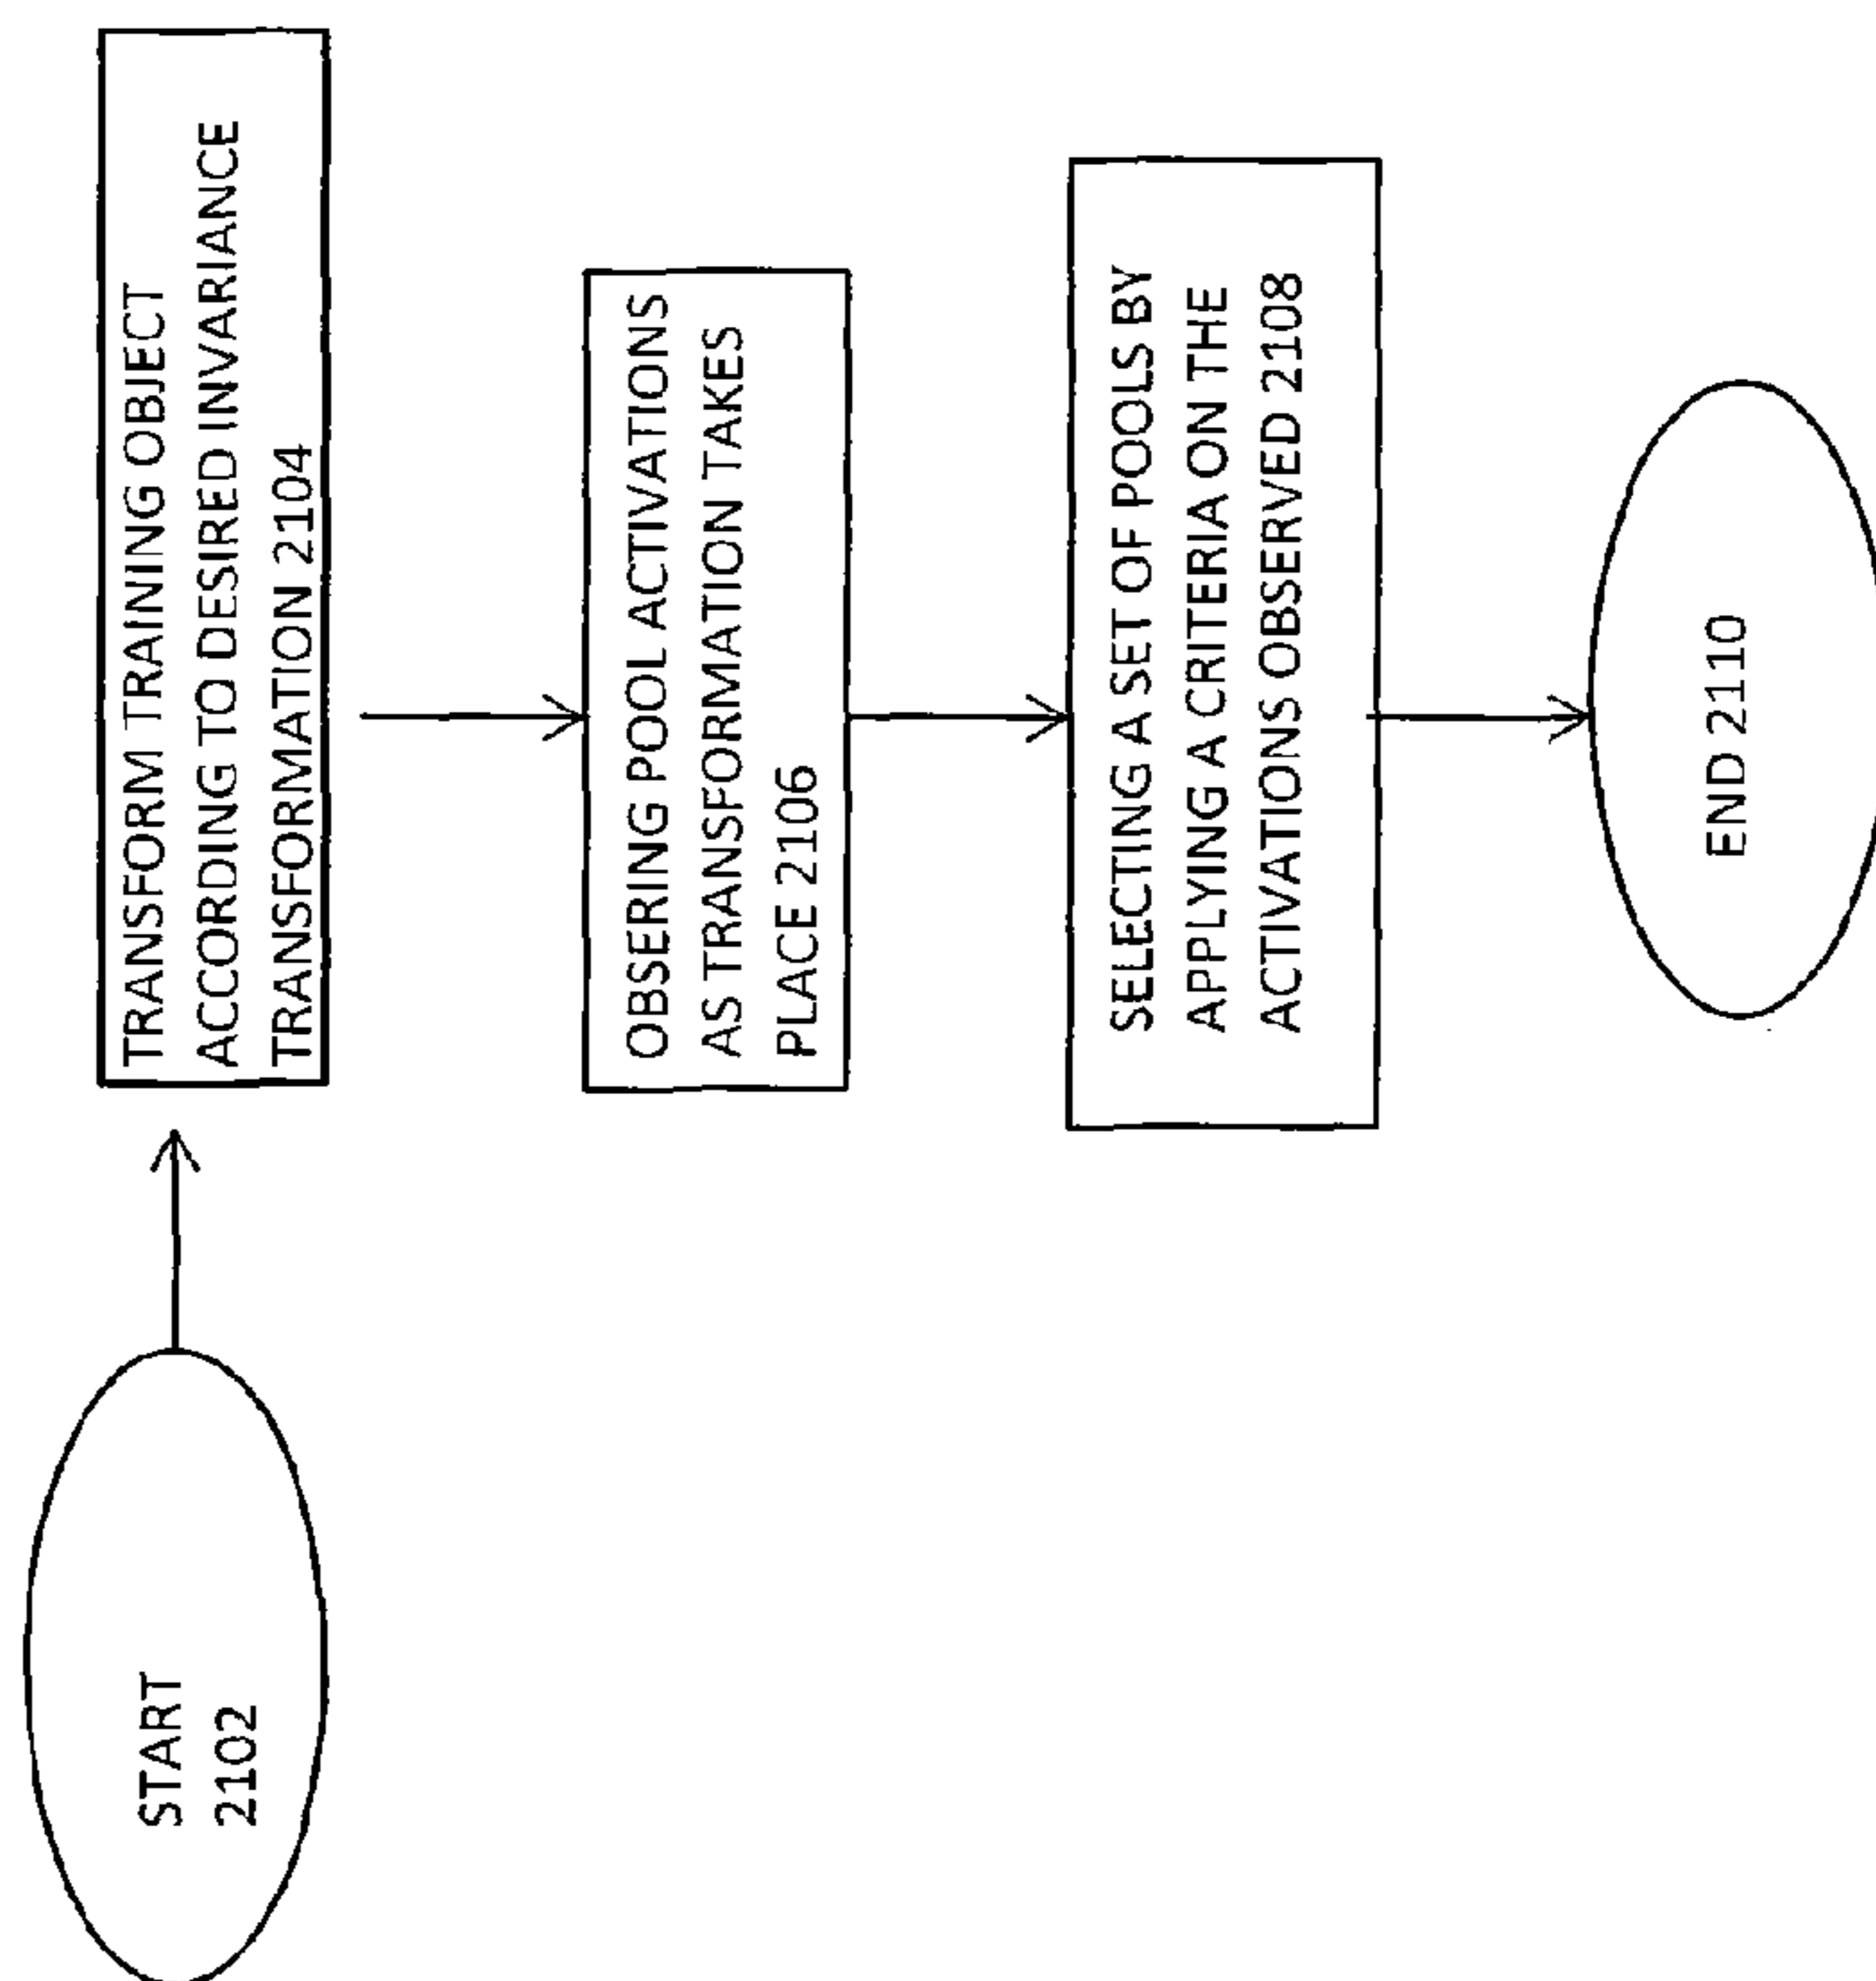 START
2102
TRANSFORM TRAINING OBJECT
ACCORDING TO DESIRED INVARIANCE
TRANSFORMATION 2104
OBSERING POOL ACTIVATIONS
AS TRANSFORMATION TAKES
PLACE 2106
SELECTING A SET OF POOLS BY
APPLYING A CRITERIA ON THE
ACTIVATIONS OBSERVED 2108
END 2110